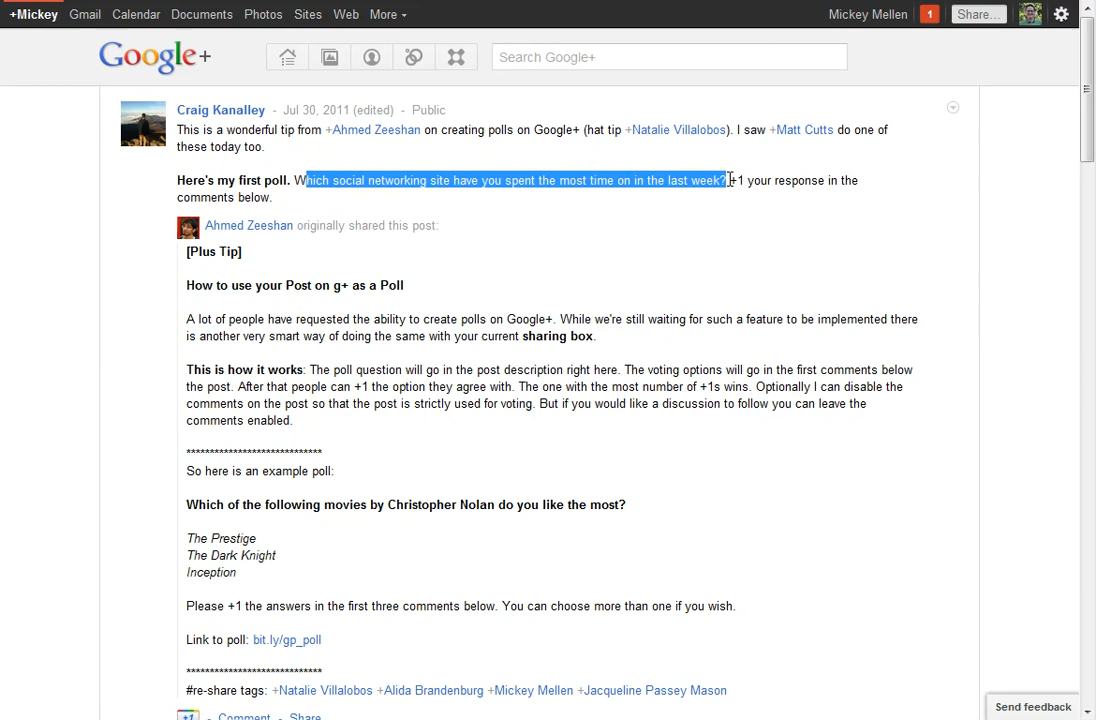 +Mickey Gmail Calendar Documents Photos Sites Web More Mickey Mellen 1 Share...
Google+ Search Google+
Craig Kanalley - Jul 30, 2011 (edited) - Public
This is a wonderful tip from +Ahmed Zeeshan on creating polls on Google+ (hat tip +Natalie Villalobos). I saw +Matt Cutts do one of
these today too.
Here's my first poll. Which social networking site have you spent the most time on in the last week? +1 your response in the
comments below.
Ahmed Zeeshan originally shared this post:
[Plus Tip]
How to use your Post on g+ as a Poll
A lot of people have requested the ability to create polls on Google+. While we're still waiting for such a feature to be implemented there
is another very smart way of doing the same with your current sharing box.
This is how it works: The poll question will go in the post description right here. The voting options will go in the first comments below
the post. After that people can +1 the option they agree with. The one with the most number of +1s wins. Optionally I can disable the
comments on the post so that the post is strictly used for voting. But if you would like a discussion to follow you can leave the
comments enabled.
*****************************
So here is an example poll:
Which of the following movies by Christopher Nolan do you like the most?
The Prestige
The Dark Knight
Inception
Please +1 the answers in the first three comments below. You can choose more than one if you wish.
Link to poll: bit.ly/gp_poll
*****************************
#re-share tags: +Natalie Villalobos +Alida Brandenburg +Mickey Mellen +Jacqueline Passey Mason
+1 - Comment - Share
Send feedback